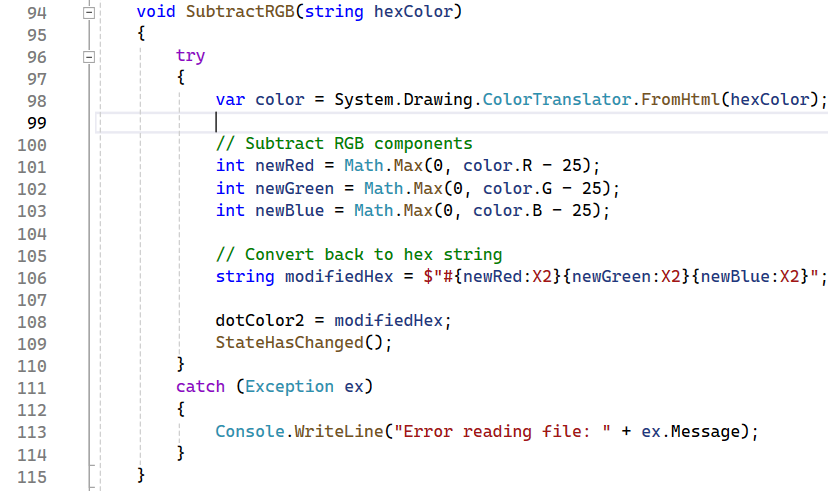 94 void SubtractRGB(string hexColor)
95 {
96 try
97 {
98 var color = System.Drawing.ColorTranslator.FromHtml(hexColor);
99
100 // Subtract RGB components
101 int newRed = Math.Max(0, color.R - 25);
102 int newGreen = Math.Max(0, color.G - 25);
103 int newBlue = Math.Max(0, color.B - 25);
104
105 // Convert back to hex string
106 string modifiedHex = $"#{newRed:X2}{newGreen:X2}{newBlue:X2}";
107
108 dotColor2 = modifiedHex;
109 StateHasChanged();
110 }
111 catch (Exception ex)
112 {
113 Console.WriteLine("Error reading file: " + ex.Message);
114 }
115 }